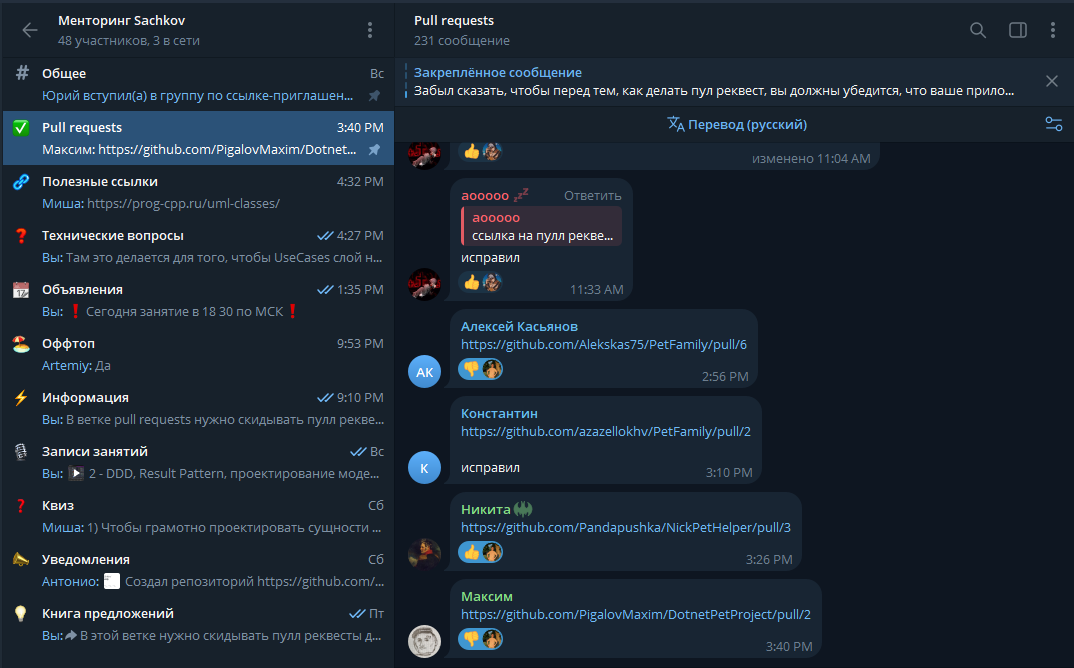 Менторинг Sachkov
48 участников, 3 в сети
Общее
Вс
Юрий вступил(а) в группу по ссылке-приглашен...
Pull requests
3:40 PM
Максим: https://github.com/PigalovMaxim/Dotnet...
Полезные ссылки
4:32 PM
Миша: https://prog-cpp.ru/uml-classes/
Технические вопросы
4:27 PM
Вы: Там это делается для того, чтобы UseCases слой н...
Объявления
1:35 PM
Вы: ❗ Сегодня занятие в 18 30 по МСК ❗
Оффтоп
9:53 PM
Artemiy: Да
Информация
9:10 PM
Вы: В ветке pull requests нужно скидывать пулл рекве...
Записи занятий
Вс
Вы: 2 - DDD, Result Pattern, проектирование моде...
Квиз
Сб
Миша: 1) Чтобы грамотно проектировать сущности ...
Уведомления
Сб
Антонио: Создал репозиторий https://github.com/...
Книга предложений
Пт
Вы: В этой ветке нужно скидывать пулл реквесты д...
Pull requests
231 сообщение
Закреплённое сообщение
Забыл сказать, чтобы перед тем, как делать пул реквест, вы должны убедится, что ваше прило...
Перевод (русский)
изменено 11:04 AM
aooooo
Ответить
aooooo
ссылка на пулл рекве...
исправил
11:33 AM
Алексей Касьянов
https://github.com/Alekskas75/PetFamily/pull/6
АК
2:56 PM
Константин
https://github.com/azazellokhv/PetFamily/pull/2
исправил
К
3:10 PM
Никита
https://github.com/Pandapushka/NickPetHelper/pull/3
3:26 PM
Максим
https://github.com/PigalovMaxim/DotnetPetProject/pull/2
3:40 PM